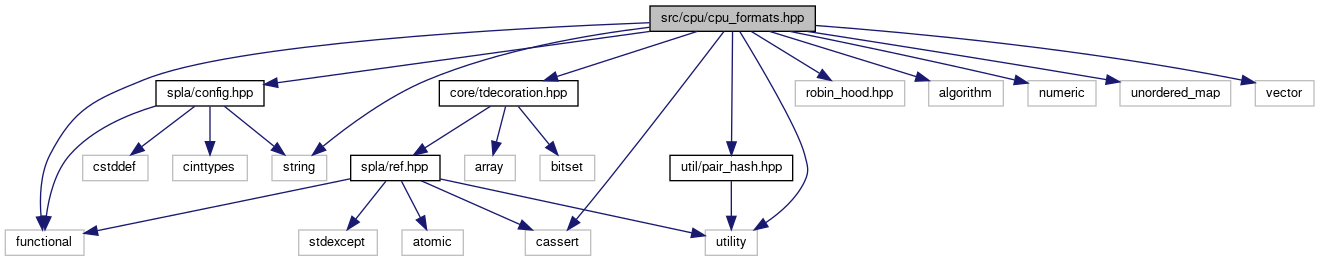 src/cpu/cpu_formats.hpp
spla/config.hpp
core/tdecoration.hpp
robin_hood.hpp
algorithm
numeric
unordered_map
vector
cstddef
cinttypes
string
spla/ref.hpp
array
bitset
util/pair_hash.hpp
functional
stdexcept
atomic
cassert
utility